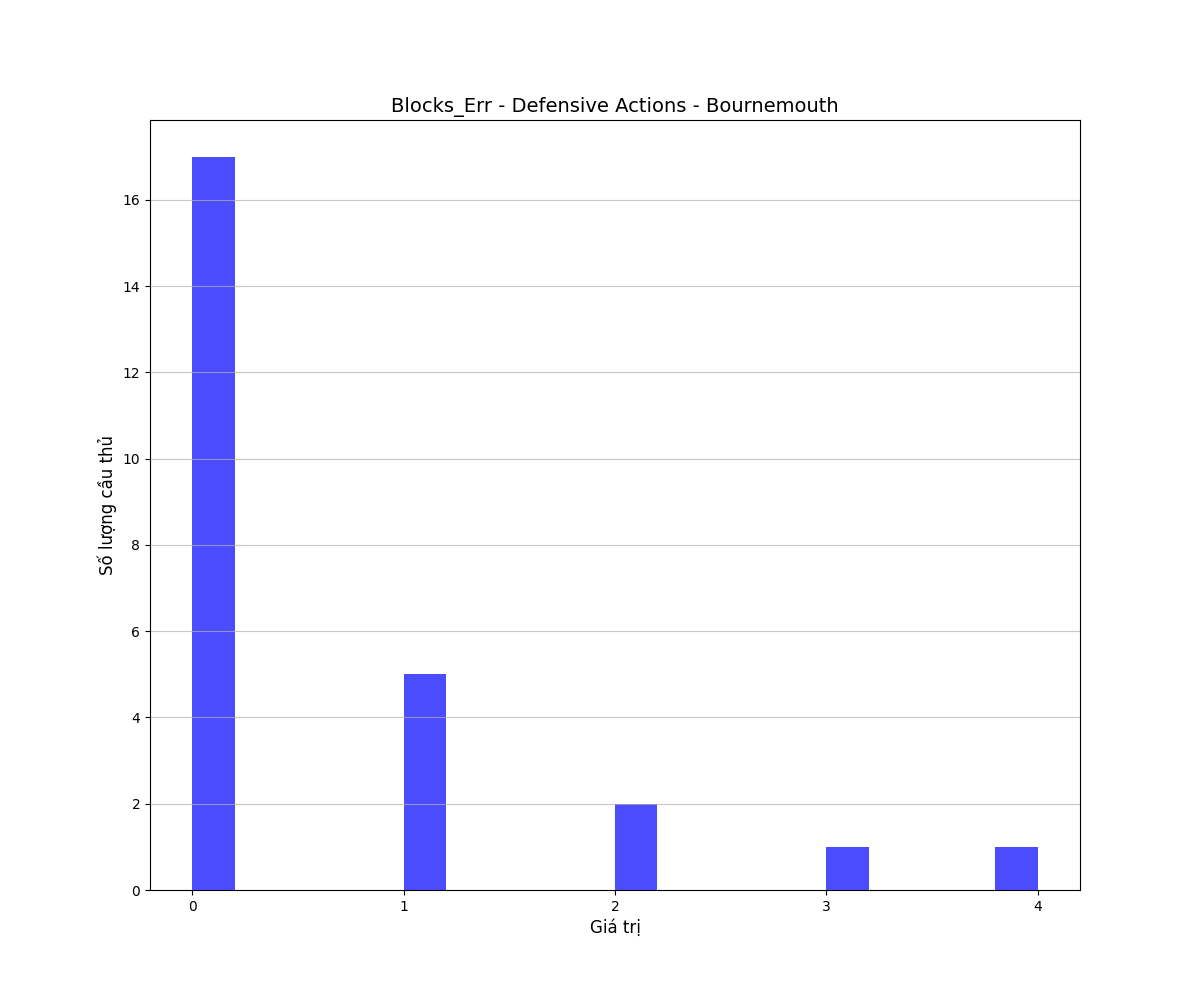 Blocks_Err - Defensive Actions - Bournemouth
Số lượng cầu thủ
16
14
12
10
8
6
4
2
0
0 1 2 3 4
Giá trị